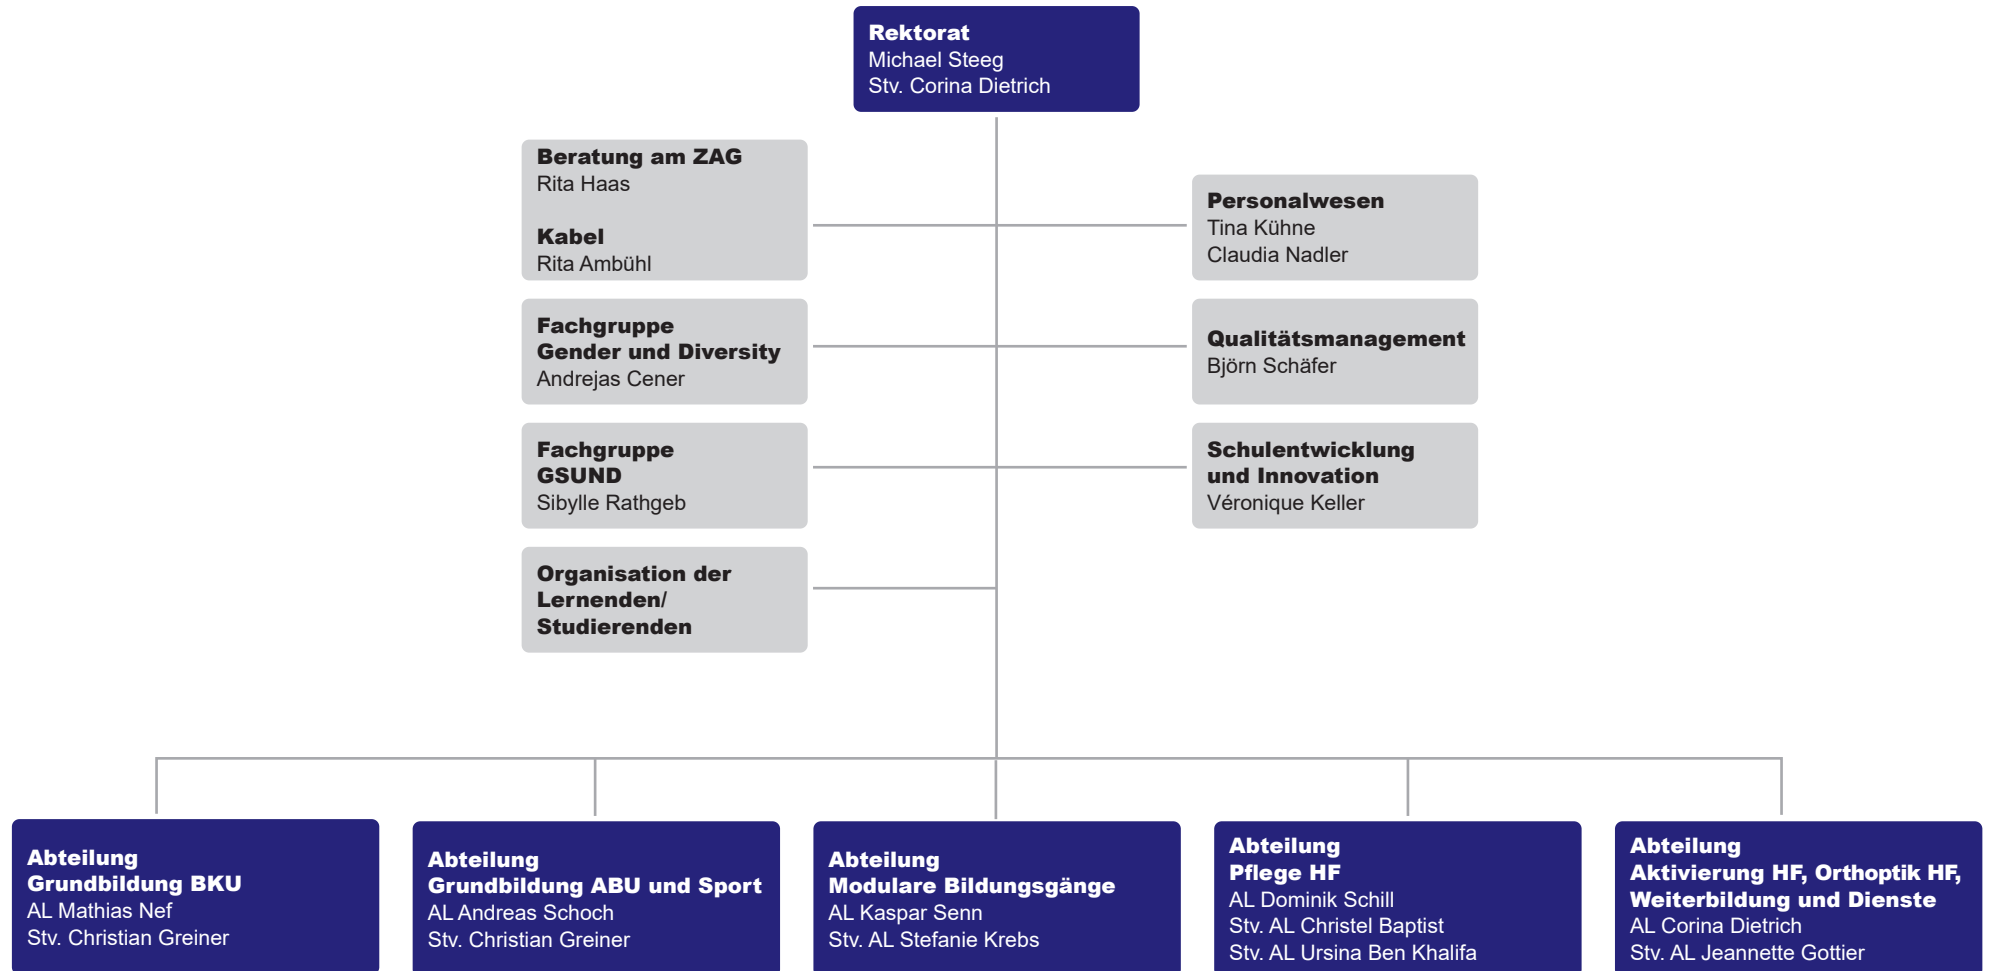 Rektorat
Michael Steeg
Stv. Corina Dietrich
Beratung am ZAG
Rita Haas
Kabel
Rita Ambühl
Personalwesen
Tina Kühne
Claudia Nadler
Fachgruppe
Gender und Diversity
Andrejas Cener
Qualitätsmanagement
Björn Schäfer
Fachgruppe
GSUND
Sibylle Rathgeb
Schulentwicklung
und Innovation
Véronique Keller
Organisation der
Lernenden/
Studierenden
Abteilung
Grundbildung BKU
AL Mathias Nef
Stv. Christian Greiner
Abteilung
Grundbildung ABU und Sport
AL Andreas Schoch
Stv. Christian Greiner
Abteilung
Modulare Bildungsgänge
AL Kaspar Senn
Stv. AL Stefanie Krebs
Abteilung
Pflege HF
AL Dominik Schill
Stv. AL Christel Baptist
Stv. AL Ursina Ben Khalifa
Abteilung
Aktivierung HF, Orthoptik HF,
Weiterbildung und Dienste
AL Corina Dietrich
Stv. AL Jeannette Gottier